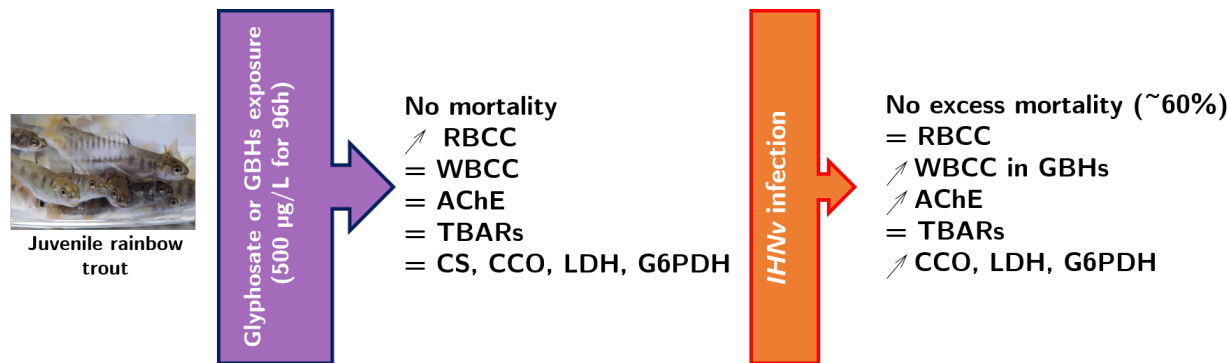 Juvenile rainbow
trout
Glyphosate or GBHs exposure
(500 µg/L for 96h)
No mortality
↗ RBCC
= WBCC
= AChE
= TBARs
= CS, CCO, LDH, G6PDH
IHNv infection
No excess mortality (~60%)
= RBCC
↗ WBCC in GBHs
↗ AChE
= TBARs
↗ CCO, LDH, G6PDH